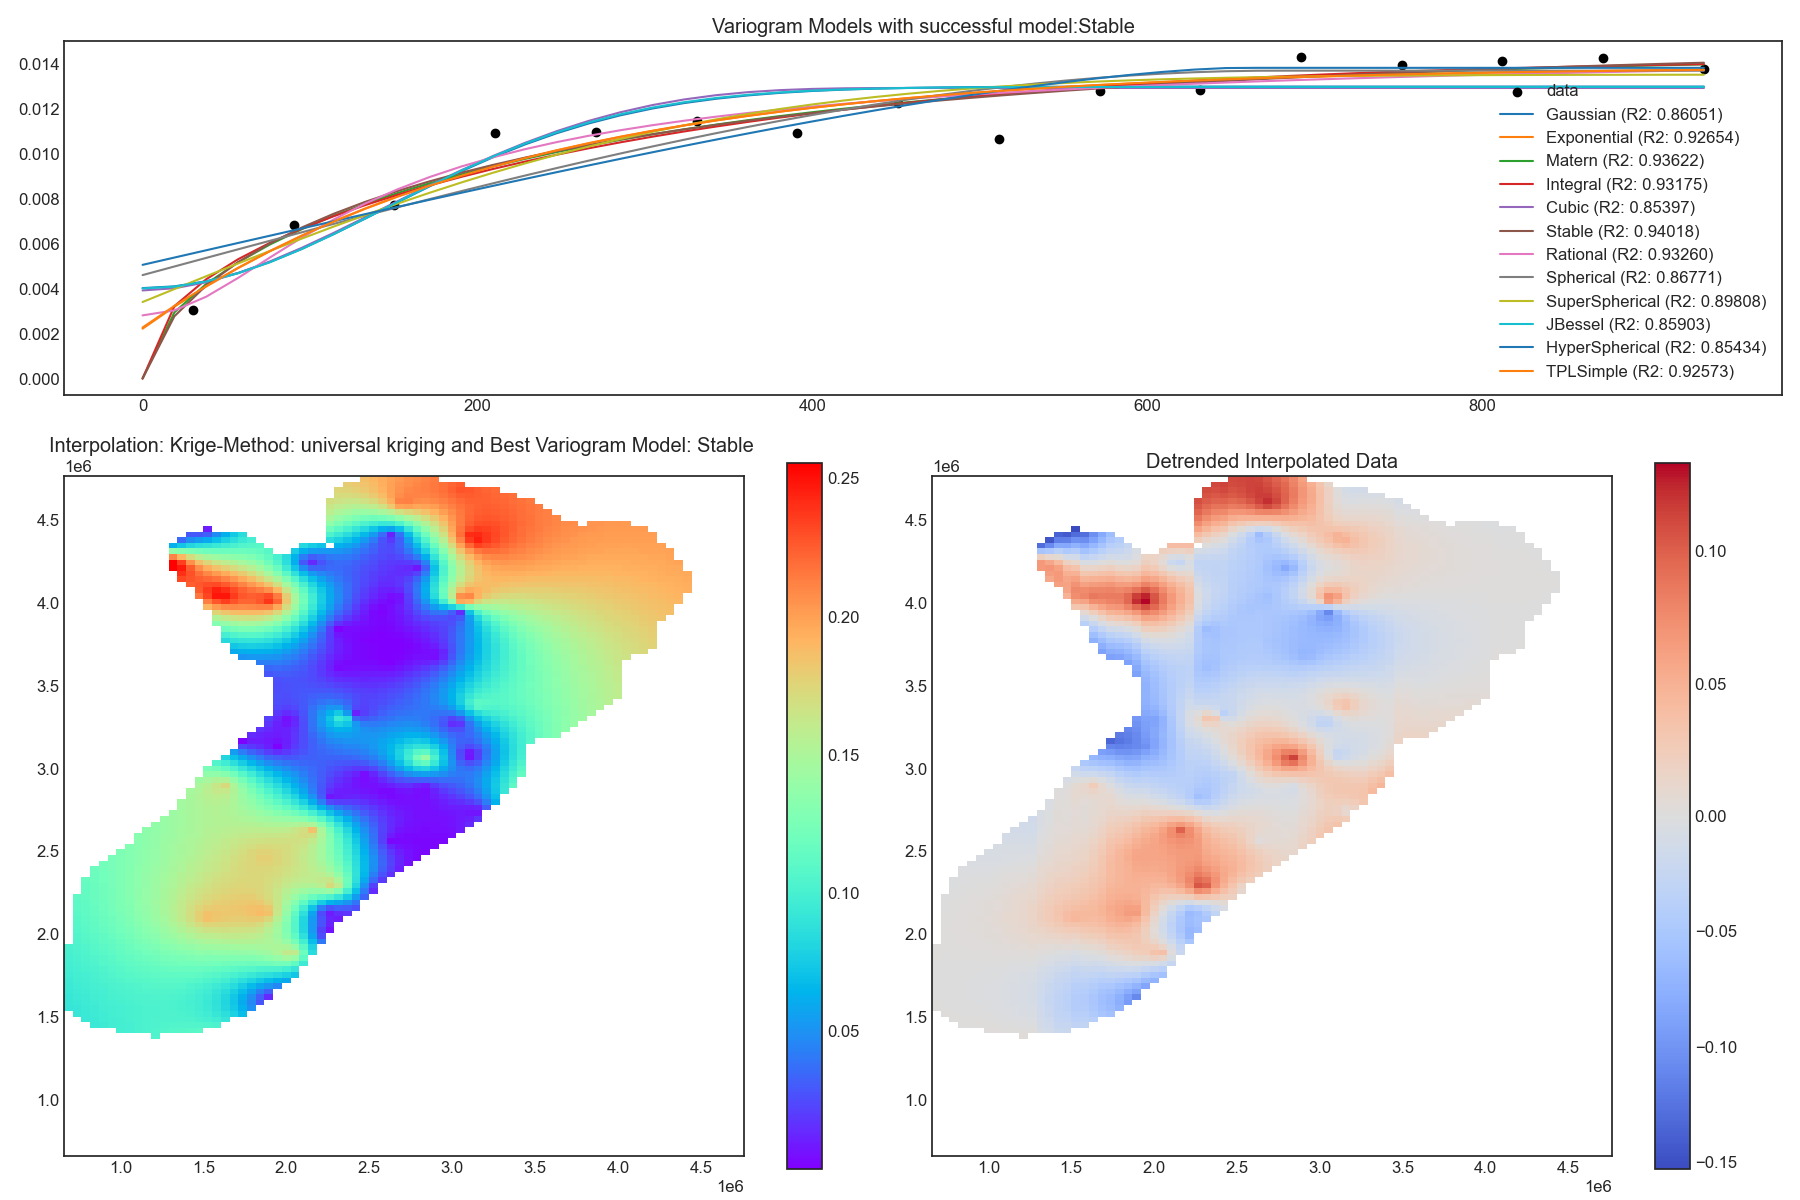 Variogram Models with successful model:Stable
0.014
0.012
0.010
0.008
0.006
0.004
0.002
0.000
0 200 400 600 800
data
Gaussian (R2: 0.86051)
Exponential (R2: 0.92654)
Matern (R2: 0.93622)
Integral (R2: 0.93175)
Cubic (R2: 0.85397)
Stable (R2: 0.94018)
Rational (R2: 0.93260)
Spherical (R2: 0.86771)
SuperSpherical (R2: 0.89808)
JBessel (R2: 0.85903)
HyperSpherical (R2: 0.85434)
TPLSimple (R2: 0.92573)
Interpolation: Krige-Method: universal kriging and Best Variogram Model: Stable
1e6
4.5
4.0
3.5
3.0
2.5
2.0
1.5
1.0
1.0 1.5 2.0 2.5 3.0 3.5 4.0 4.5
1e6
0.25
0.20
0.15
0.10
0.05
Detrended Interpolated Data
1e6
4.5
4.0
3.5
3.0
2.5
2.0
1.5
1.0
1.0 1.5 2.0 2.5 3.0 3.5 4.0 4.5
1e6
0.10
0.05
0.00
−0.05
−0.10
−0.15